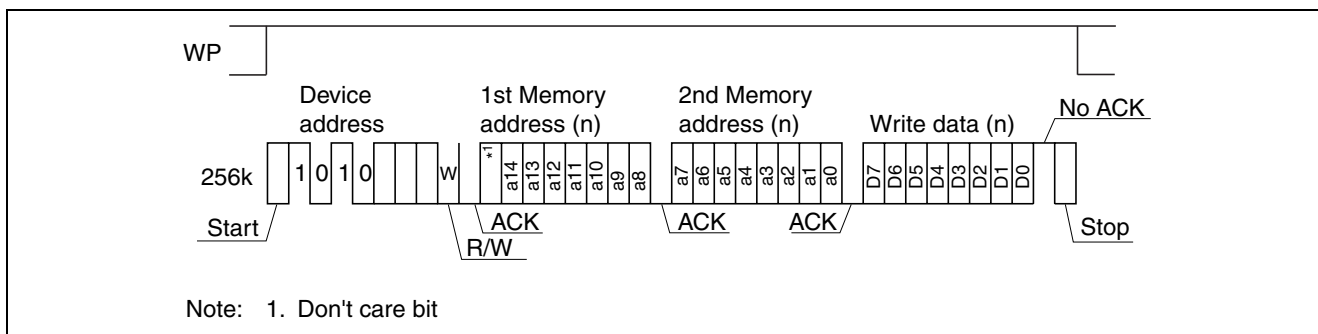 WP
Device address
1st Memory address (n)
2nd Memory address (n)
Write data (n)
No ACK
256k
1 0 1 0
W
*1 a14 a13 a12 a11 a10 a9 a8
a7 a6 a5 a4 a3 a2 a1 a0
D7 D6 D5 D4 D3 D2 D1 D0
Start
R/W
ACK
ACK
ACK
Stop
Note: 1. Don't care bit